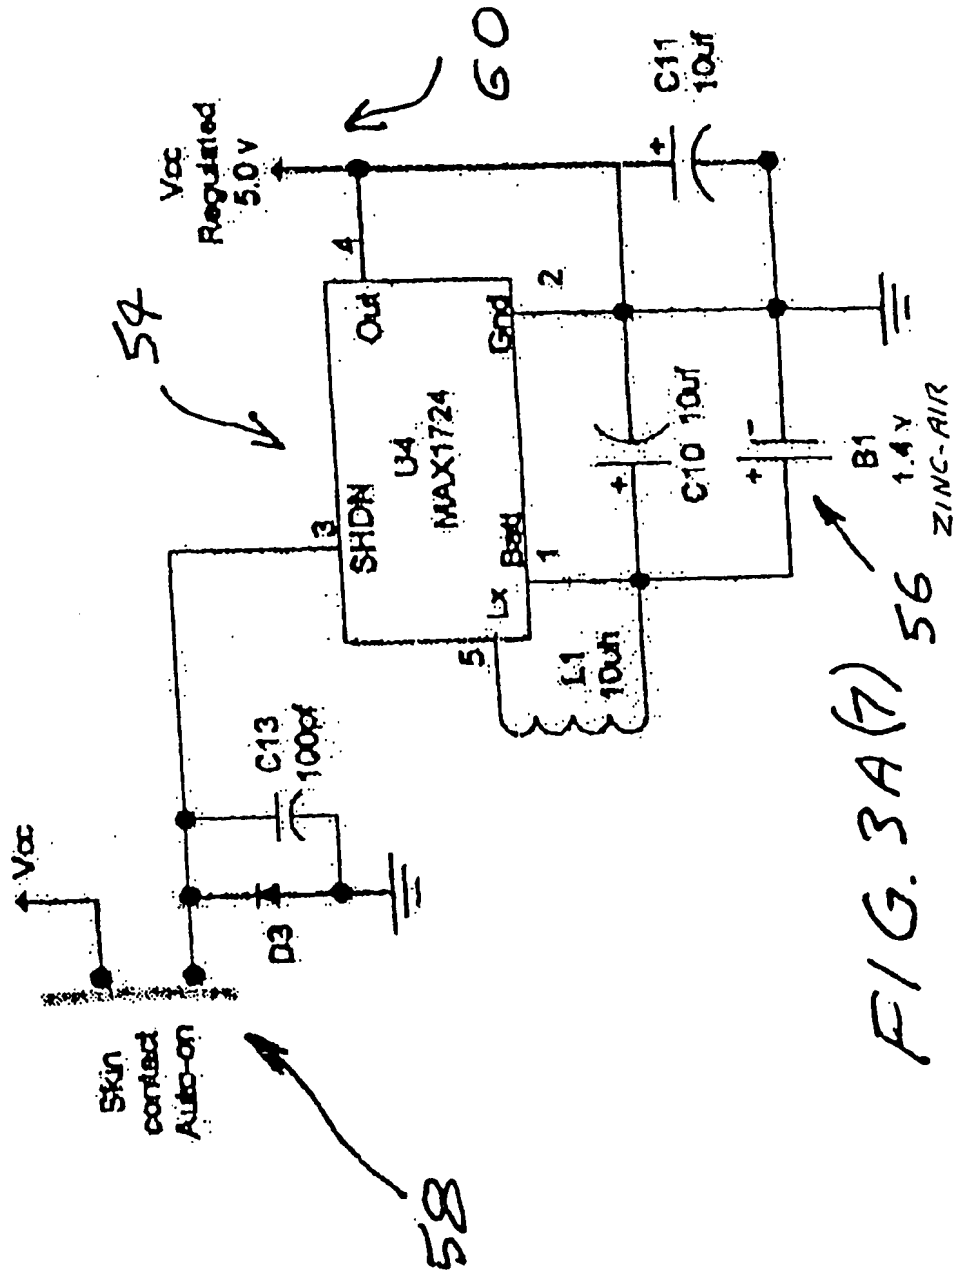 Skin
contact
Auto-on
Vcc
58
D3
C13
100pf
3
SHDN
U4
MAX1724
5
Lx
Batt
1
Out
4
Gnd
2
54
Vcc
Regulated
5.0 v
60
L1
10uh
+
C10 10uf
+
C11
10uf
+ -
B1
1.4 v
ZINC-AIR
56
FIG. 3A(7)